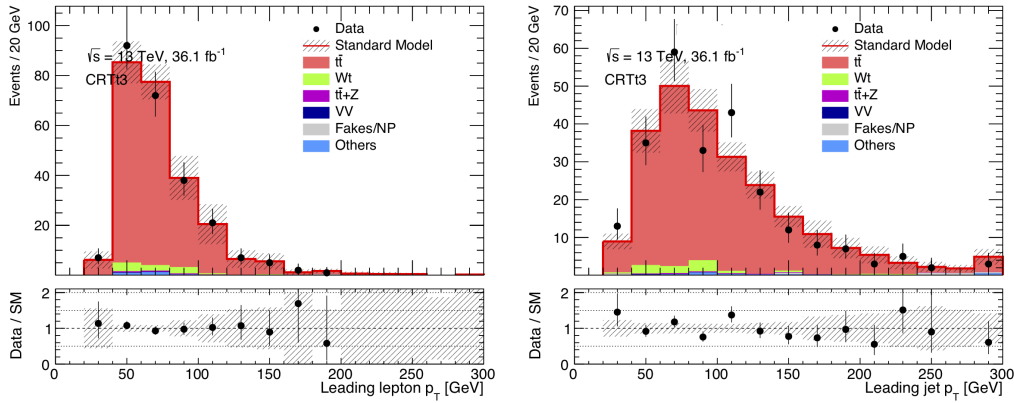 Events / 20 GeV
100
80
60
40
20
√s = 13 TeV, 36.1 fb⁻¹
CRTt3
Data
Standard Model
tt̄
Wt
tt̄+Z
VV
Fakes/NP
Others
Data / SM
2
1
0
0 50 100 150 200 250 300
Leading lepton p_T [GeV]
Events / 20 GeV
70
60
50
40
30
20
10
√s = 13 TeV, 36.1 fb⁻¹
CRTt3
Data
Standard Model
tt̄
Wt
tt̄+Z
VV
Fakes/NP
Others
Data / SM
2
1
0
0 50 100 150 200 250 300
Leading jet p_T [GeV]